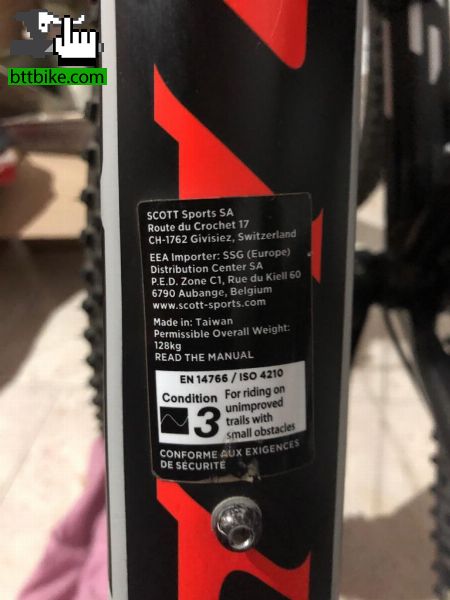 bttbike.com
SCOTT Sports SA
Route du Crochet 17
CH-1762 Givisiez, Switzerland
EEA Importer: SSG (Europe)
Distribution Center SA
P.E.D. Zone C1, Rue du Kiell 60
6790 Aubange, Belgium
www.scott-sports.com
Made in: Taiwan
Permissible Overall Weight:
128kg
READ THE MANUAL
EN 14766 / ISO 4210
Condition 3
For riding on
unimproved
trails with
small obstacles
CONFORME AUX EXIGENCES
DE SÉCURITÉ